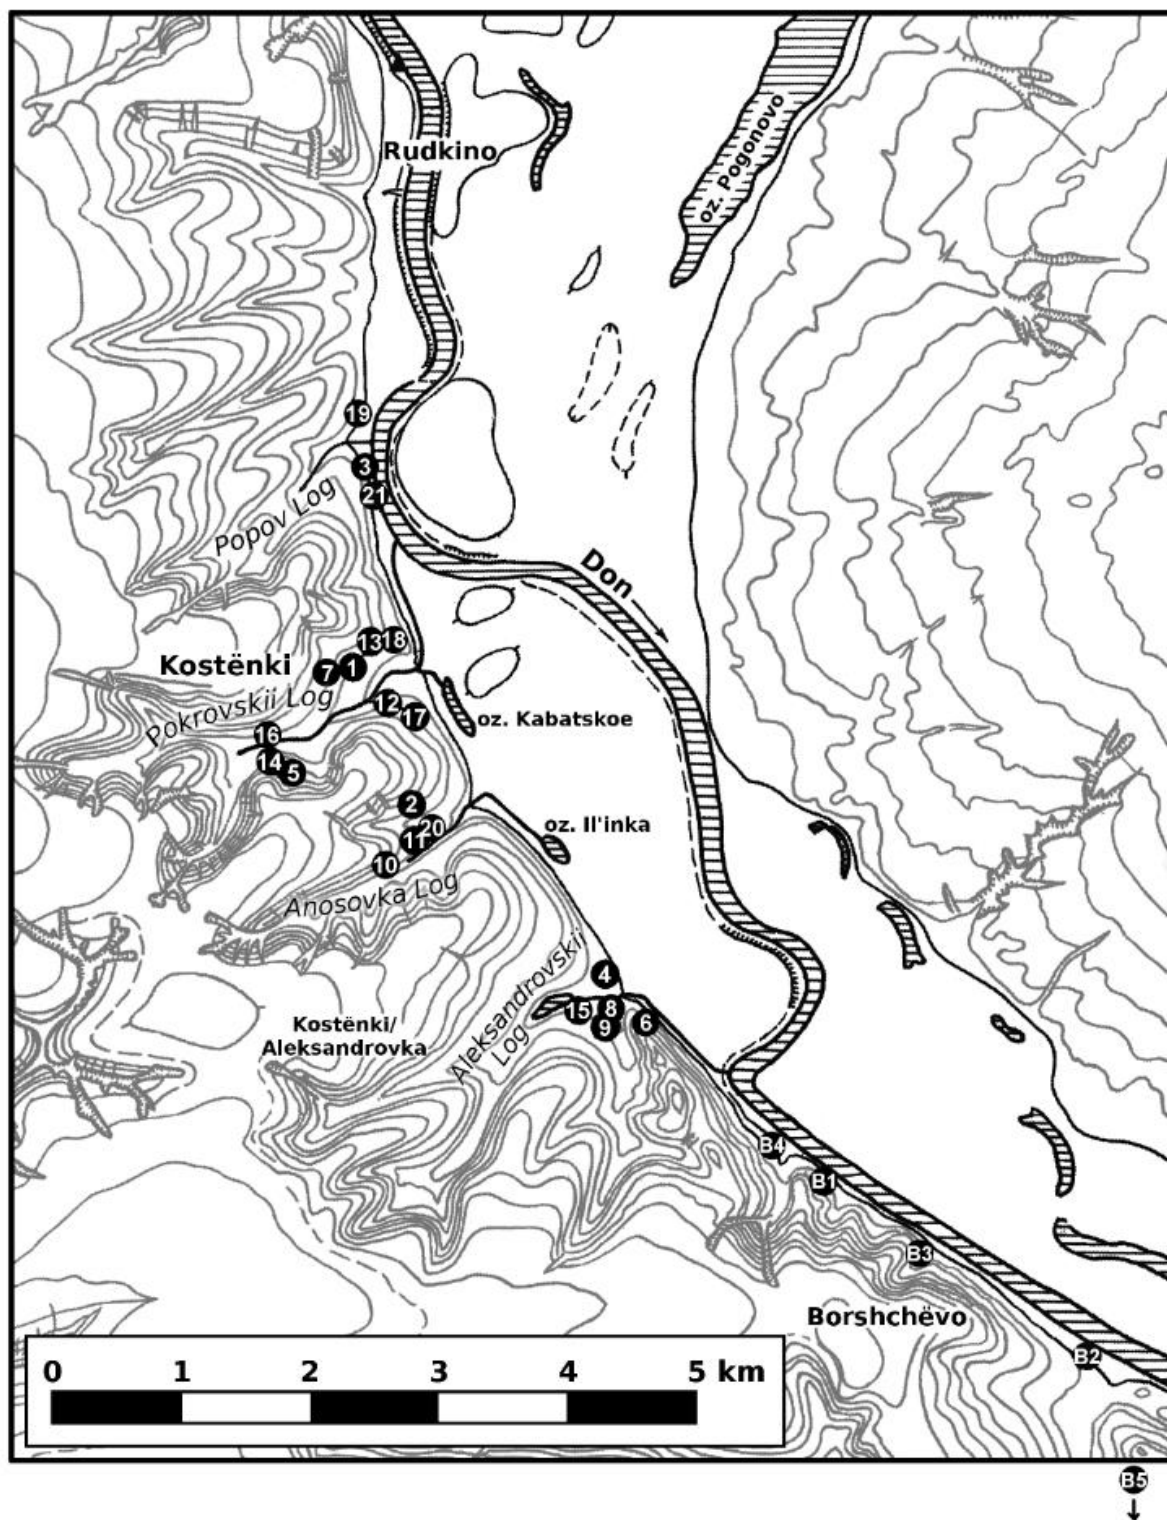 Rudkino
oz. Pogonovo
19
3
21
Popov Log
Don
13
18
Kostënki
7
1
Pokrovskii Log
12
17
oz. Kabatskoe
16
14
5
2
20
11
oz. Il'inka
10
Anosovka Log
Aleksandrovskii
Log
4
15
8
9
6
Kostënki/
Aleksandrovka
B4
B1
B3
Borshchëvo
B2
0 1 2 3 4 5 km
B5